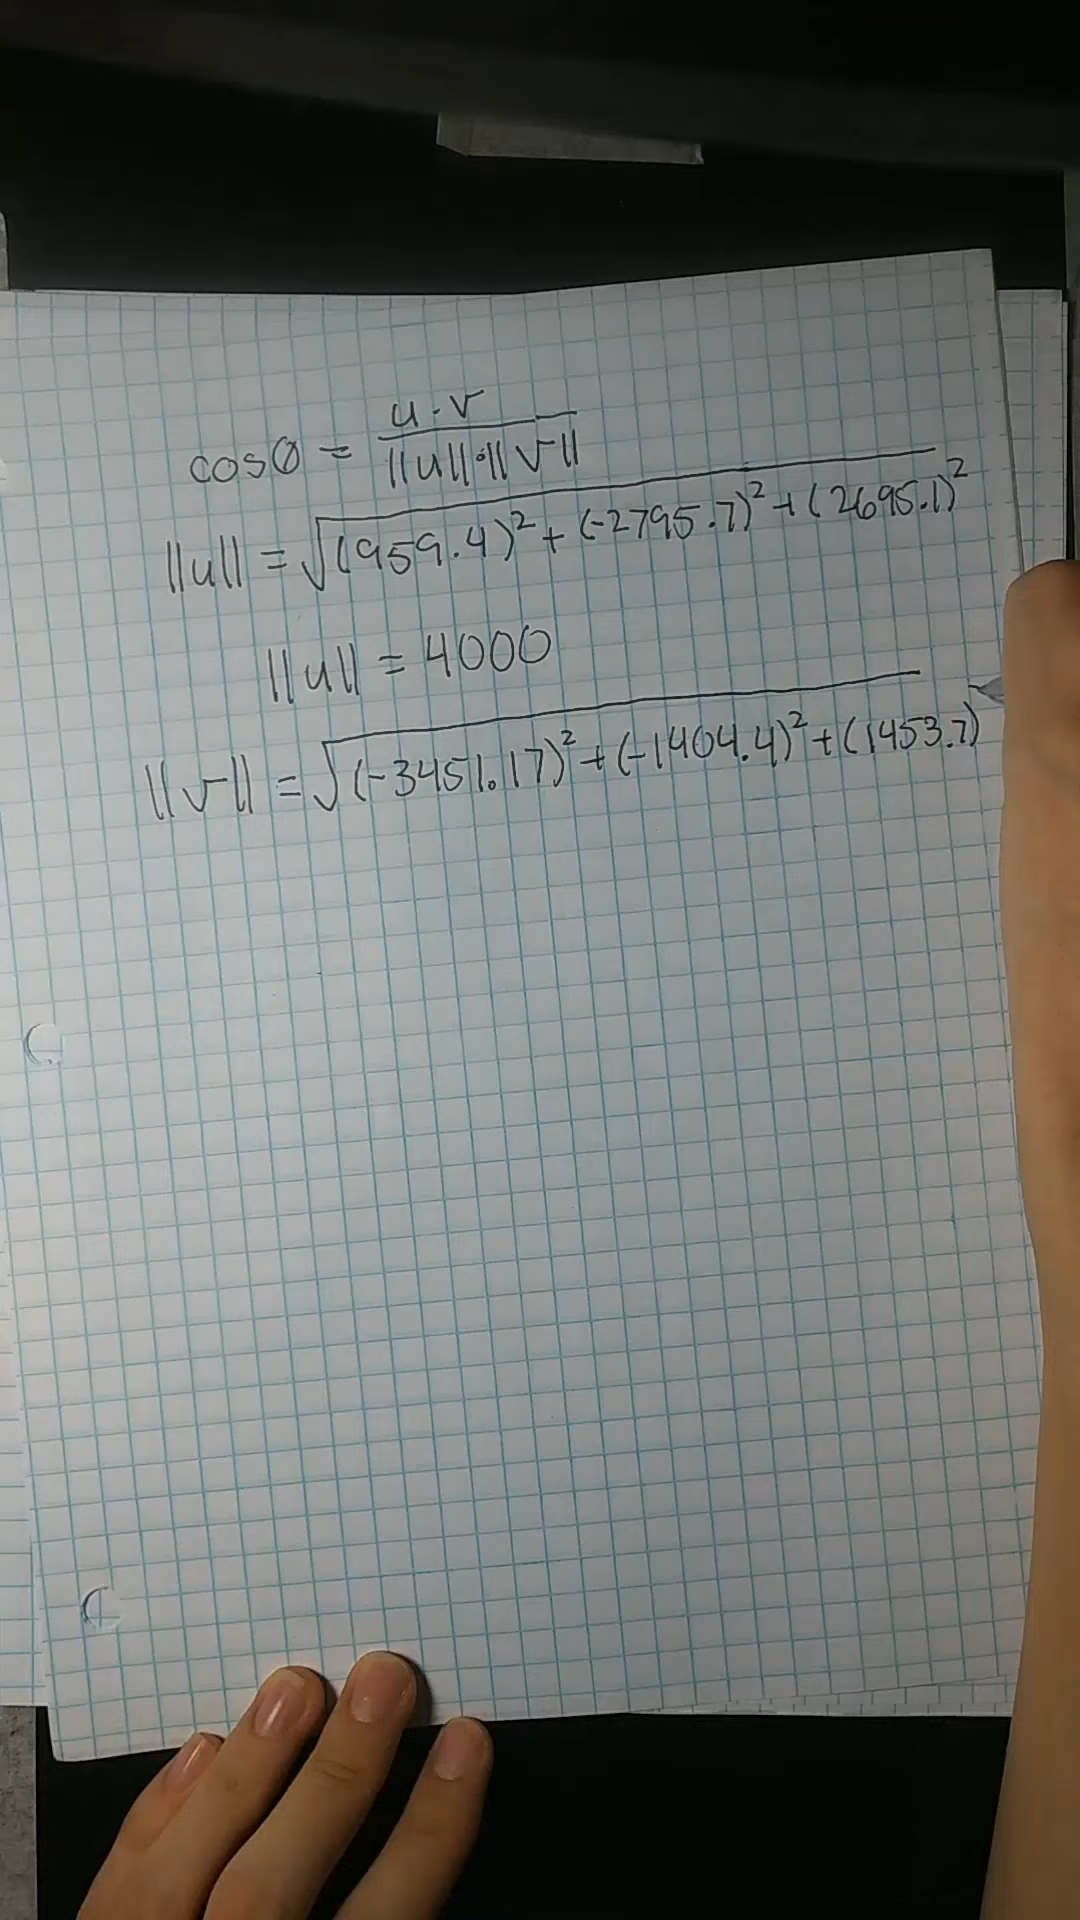 cosθ = u·v / ||u||·||v||
||u|| = √(959.4)² + (-2795.7)² + (2695.1)²
||u|| = 4000
||v|| = √(-3451.17)² + (-1404.4)² + (1453.7)